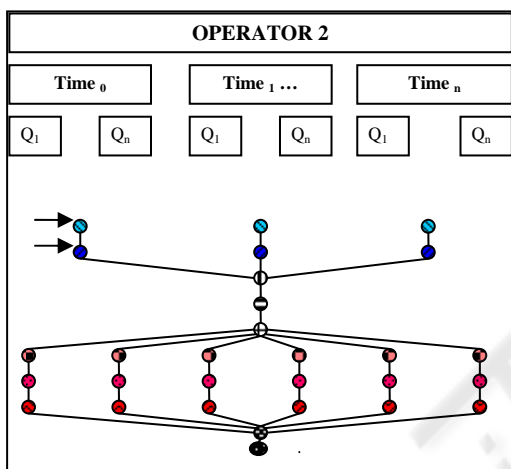 OPERATOR 2
Time 0 Time 1 … Time n
Q1 Qn Q1 Qn Q1 Qn
.